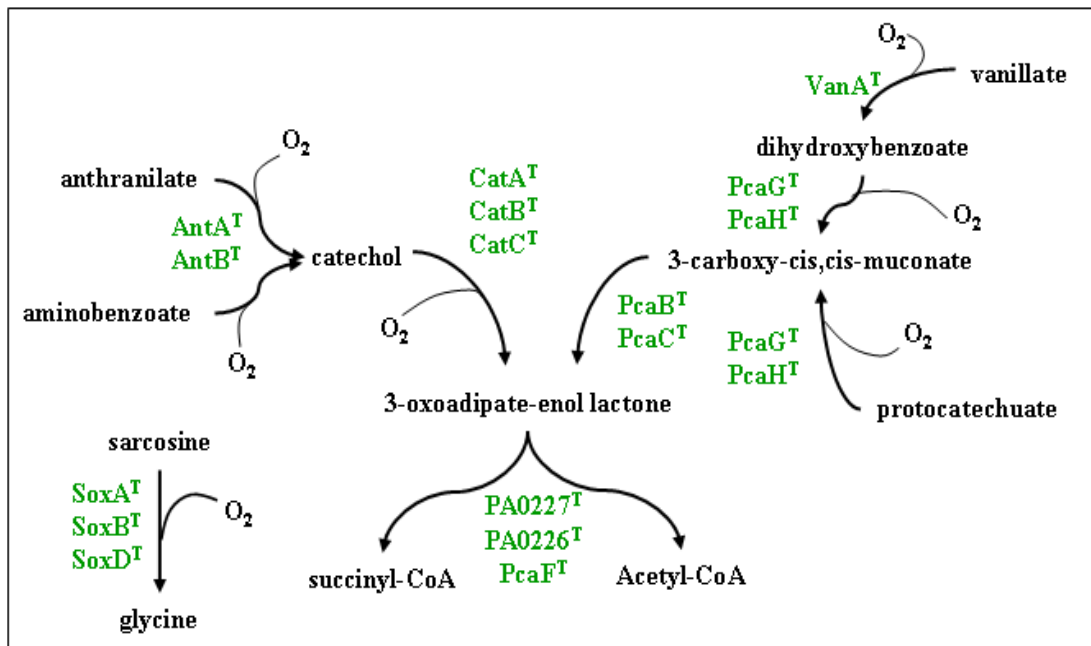 O2
vanillate
VanA^T
dihydroxybenzoate
O2
anthranilate
CatA^T
CatB^T
CatC^T
PcaG^T
PcaH^T
O2
AntA^T
AntB^T
catechol
3-carboxy-cis,cis-muconate
aminobenzoate
O2
O2
PcaB^T
PcaC^T
PcaG^T
PcaH^T
O2
3-oxoadipate-enol lactone
protocatechuate
sarcosine
SoxA^T
SoxB^T
SoxD^T
O2
PA0227^T
PA0226^T
PcaF^T
succinyl-CoA
Acetyl-CoA
glycine